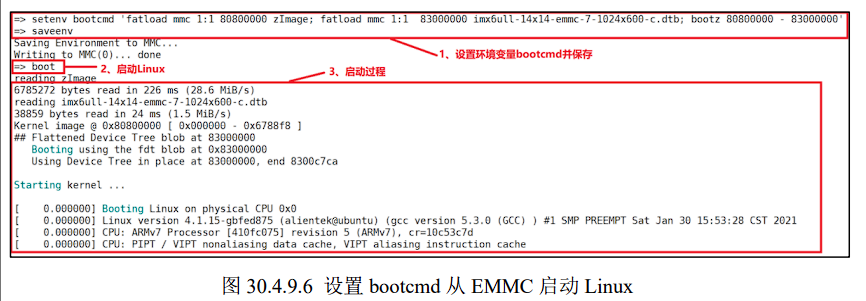 => setenv bootcmd 'fatload mmc 1:1 80800000 zImage; fatload mmc 1:1  83000000 imx6ull-14x14-emmc-7-1024x600-c.dtb; bootz 80800000 - 83000000'
=> saveenv
Saving Environment to MMC...
Writing to MMC(0)... done
1、设置环境变量bootcmd并保存
=> boot
2、启动Linux
3、启动过程
reading zImage
6785272 bytes read in 226 ms (28.6 MiB/s)
reading imx6ull-14x14-emmc-7-1024x600-c.dtb
38859 bytes read in 24 ms (1.5 MiB/s)
Kernel image @ 0x80800000 [ 0x000000 - 0x6788f8 ]
## Flattened Device Tree blob at 83000000
   Booting using the fdt blob at 0x83000000
   Using Device Tree in place at 83000000, end 8300c7ca
Starting kernel ...
[    0.000000] Booting Linux on physical CPU 0x0
[    0.000000] Linux version 4.1.15-gbfed875 (alientek@ubuntu) (gcc version 5.3.0 (GCC) ) #1 SMP PREEMPT Sat Jan 30 15:53:28 CST 2021
[    0.000000] CPU: ARMv7 Processor [410fc075] revision 5 (ARMv7), cr=10c53c7d
[    0.000000] CPU: PIPT / VIPT nonaliasing data cache, VIPT aliasing instruction cache
图 30.4.9.6 设置 bootcmd 从 EMMC 启动 Linux